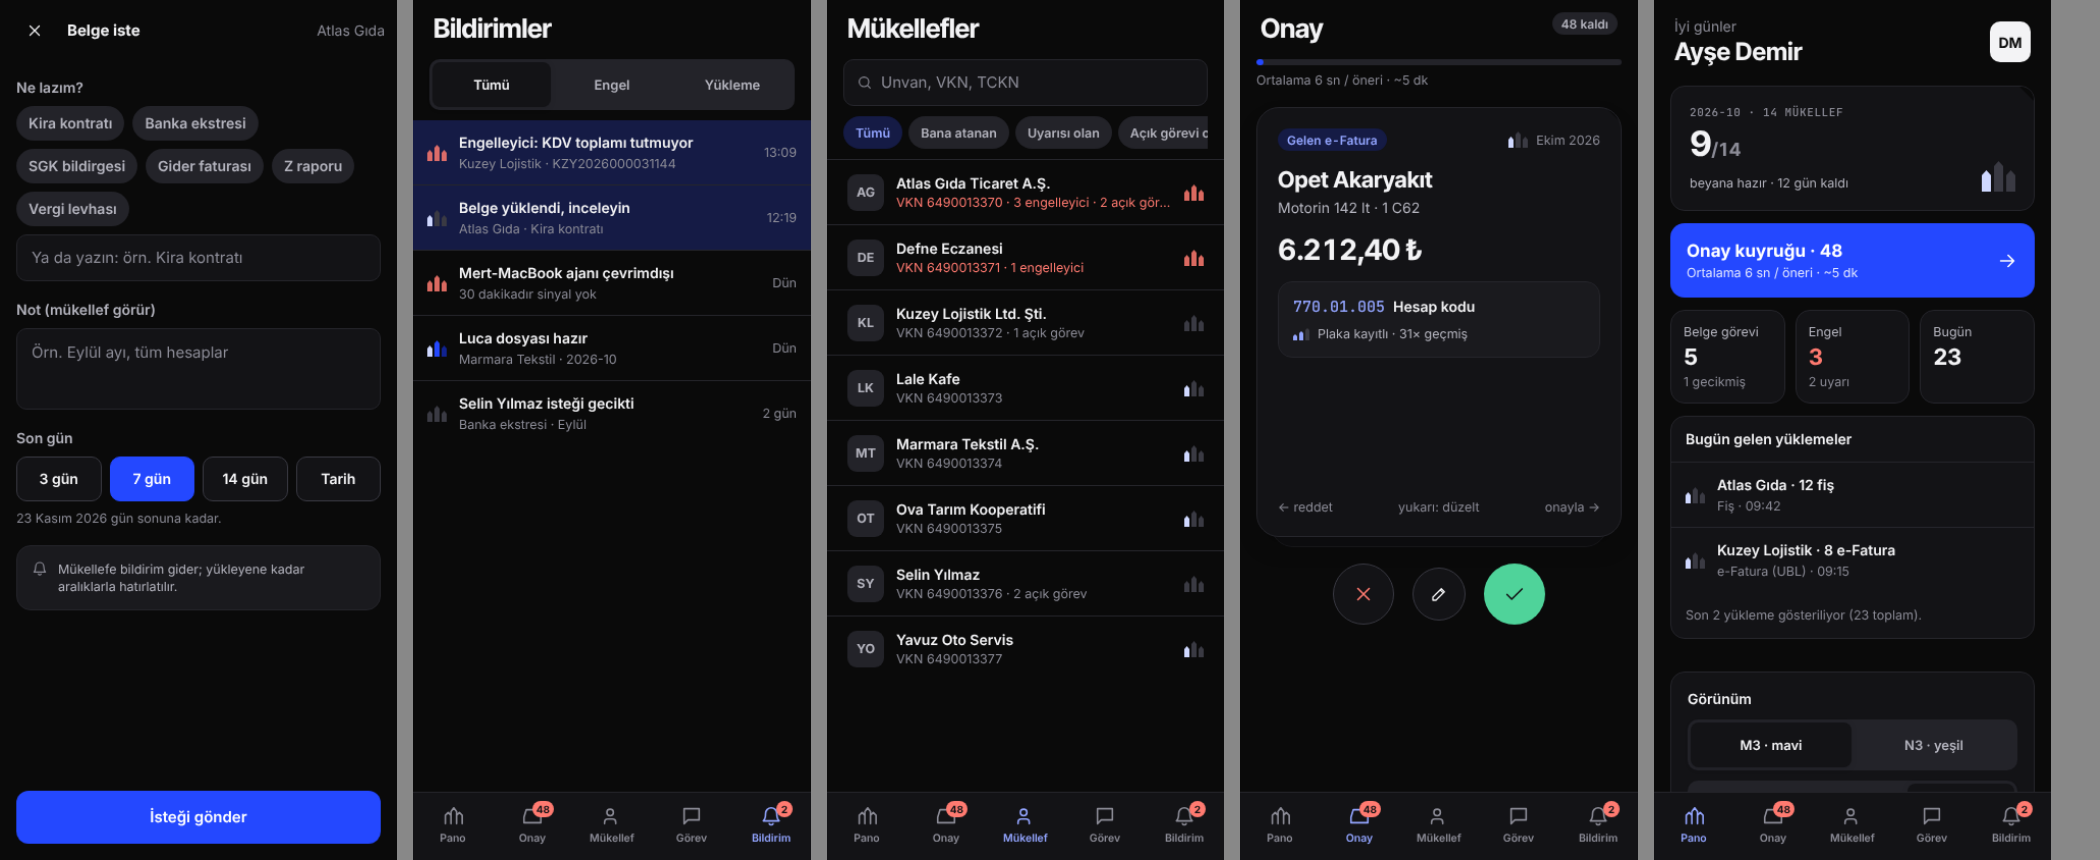 Belge iste
Atlas Gıda
Ne lazım?
Kira kontratı
Banka ekstresi
SGK bildirgesi
Gider faturası
Z raporu
Vergi levhası
Ya da yazın: örn. Kira kontratı
Not (mükellef görür)
Örn. Eylül ayı, tüm hesaplar
Son gün
3 gün
7 gün
14 gün
Tarih
23 Kasım 2026 gün sonuna kadar.
Mükellefe bildirim gider; yükleyene kadar
aralıklarla hatırlatılır.
İsteği gönder
Bildirimler
Tümü
Engel
Yükleme
Engelleyici: KDV toplamı tutmuyor
Kuzey Lojistik · KZY2026000031144
13:09
Belge yüklendi, inceleyin
Atlas Gıda · Kira kontratı
12:19
Mert-MacBook ajanı çevrimdışı
30 dakikadır sinyal yok
Dün
Luca dosyası hazır
Marmara Tekstil · 2026-10
Dün
Selin Yılmaz isteği gecikti
Banka ekstresi · Eylül
2 gün
Pano
48
Onay
Mükellef
Görev
2
Bildirim
Mükellefler
Unvan, VKN, TCKN
Tümü
Bana atanan
Uyarısı olan
Açık görevi o
AG
Atlas Gıda Ticaret A.Ş.
VKN 6490013370 · 3 engelleyici · 2 açık gör...
DE
Defne Eczanesi
VKN 6490013371 · 1 engelleyici
KL
Kuzey Lojistik Ltd. Şti.
VKN 6490013372 · 1 açık görev
LK
Lale Kafe
VKN 6490013373
MT
Marmara Tekstil A.Ş.
VKN 6490013374
OT
Ova Tarım Kooperatifi
VKN 6490013375
SY
Selin Yılmaz
VKN 6490013376 · 2 açık görev
YO
Yavuz Oto Servis
VKN 6490013377
Pano
48
Onay
Mükellef
Görev
2
Bildirim
Onay
48 kaldı
Ortalama 6 sn / öneri · ~5 dk
Gelen e-Fatura
Ekim 2026
Opet Akaryakıt
Motorin 142 lt · 1 C62
6.212,40 ₺
770.01.005 Hesap kodu
Plaka kayıtlı · 31× geçmiş
← reddet
yukarı: düzelt
onayla →
Pano
48
Onay
Mükellef
Görev
2
Bildirim
İyi günler
Ayşe Demir
DM
2026-10 · 14 MÜKELLEF
9/14
beyana hazır · 12 gün kaldı
Onay kuyruğu · 48
Ortalama 6 sn / öneri · ~5 dk
Belge görevi
5
1 gecikmiş
Engel
3
2 uyarı
Bugün
23
Bugün gelen yüklemeler
Atlas Gıda · 12 fiş
Fiş · 09:42
Kuzey Lojistik · 8 e-Fatura
e-Fatura (UBL) · 09:15
Son 2 yükleme gösteriliyor (23 toplam).
Görünüm
M3 · mavi
N3 · yeşil
Pano
48
Onay
Mükellef
Görev
2
Bildirim